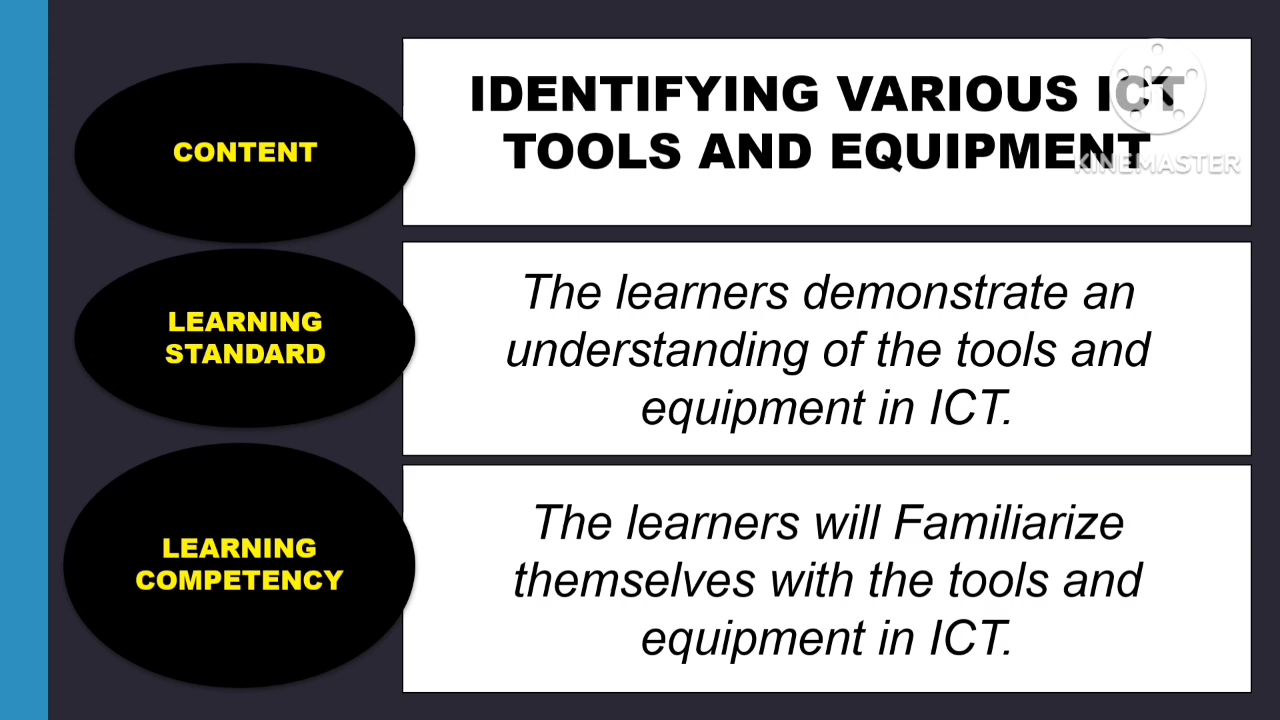 CONTENT
IDENTIFYING VARIOUS ICT
TOOLS AND EQUIPMENT
KINEMASTER
LEARNING
STANDARD
The learners demonstrate an
understanding of the tools and
equipment in ICT.
LEARNING
COMPETENCY
The learners will Familiarize
themselves with the tools and
equipment in ICT.